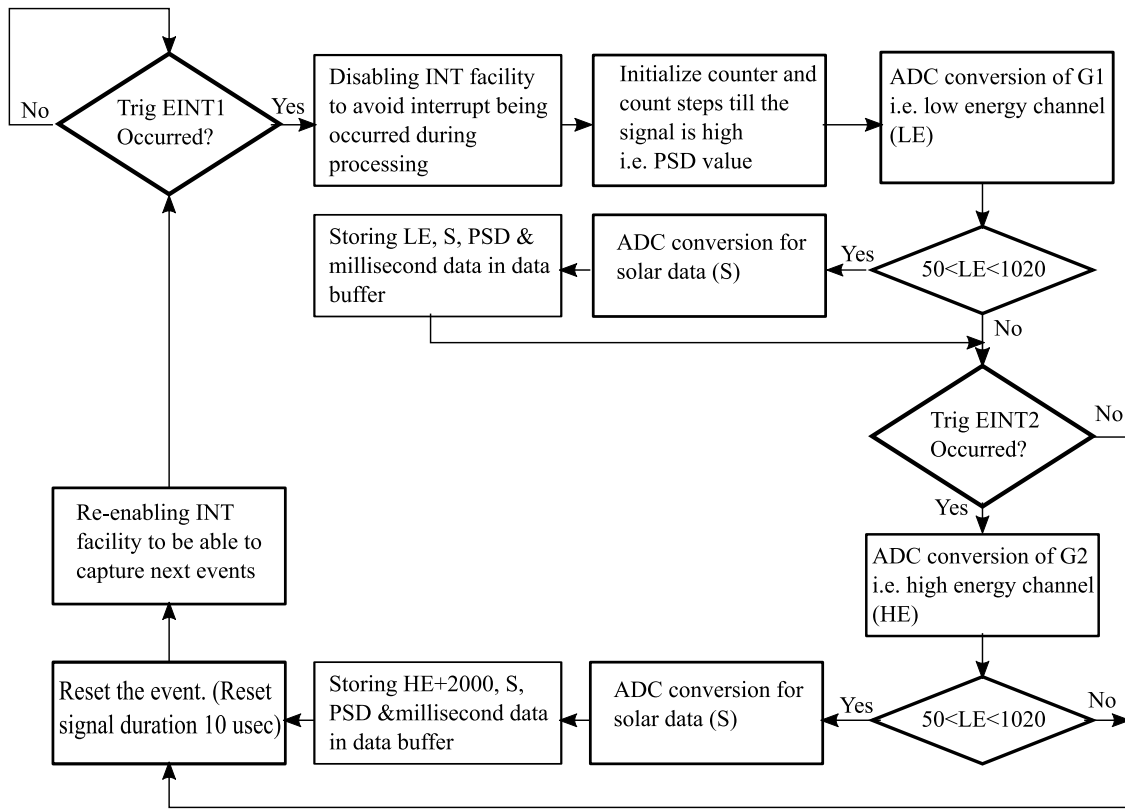 Trig EINT1
Occurred?
No
Yes
Disabling INT facility
to avoid interrupt being
occurred during
processing
Initialize counter and
count steps till the
signal is high
i.e. PSD value
ADC conversion of G1
i.e. low energy channel
(LE)
50<LE<1020
Yes
No
ADC conversion for
solar data (S)
Storing LE, S, PSD &
millisecond data in data
buffer
Trig EINT2
Occurred?
No
Yes
ADC conversion of G2
i.e. high energy channel
(HE)
50<LE<1020
No
Yes
ADC conversion for
solar data (S)
Storing HE+2000, S,
PSD &millisecond data
in data buffer
Reset the event. (Reset
signal duration 10 usec)
Re-enabling INT
facility to be able to
capture next events